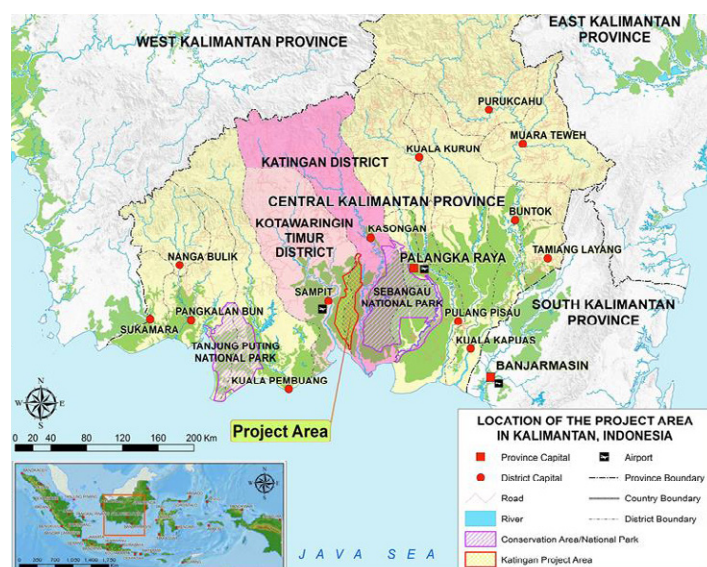 EAST KALIMANTAN
PROVINCE
WEST KALIMANTAN
PROVINCE
PURUKCAHU
MUARA TEWEH
KUALA KURUN
KATINGAN DISTRICT
CENTRAL KALIMANTAN PROVINCE
KOTAWARINGIN
TIMUR
DISTRICT
BUNTOK
KASONGAN
NANGA BULIK
PALANGKA RAYA
TAMIANG LAYANG
SEBANGAU
NATIONAL PARK
SAMPIT
SOUTH KALIMANTAN
PROVINCE
PANGKALAN BUN
SUKAMARA
PULANG PISAU
TANJUNG PUTING
NATIONAL PARK
KUALA KAPUAS
BANJARMASIN
KUALA PEMBUANG
N
W
E
S
Project Area
0 20 40 80 120 160 200 Km
LOCATION OF THE PROJECT AREA
IN KALIMANTAN, INDONESIA
Province Capital
Airport
District Capital
Province Boundary
Road
Country Boundary
River
District Boundary
Conservation Area/National Park
Katingan Project Area
JAVA SEA